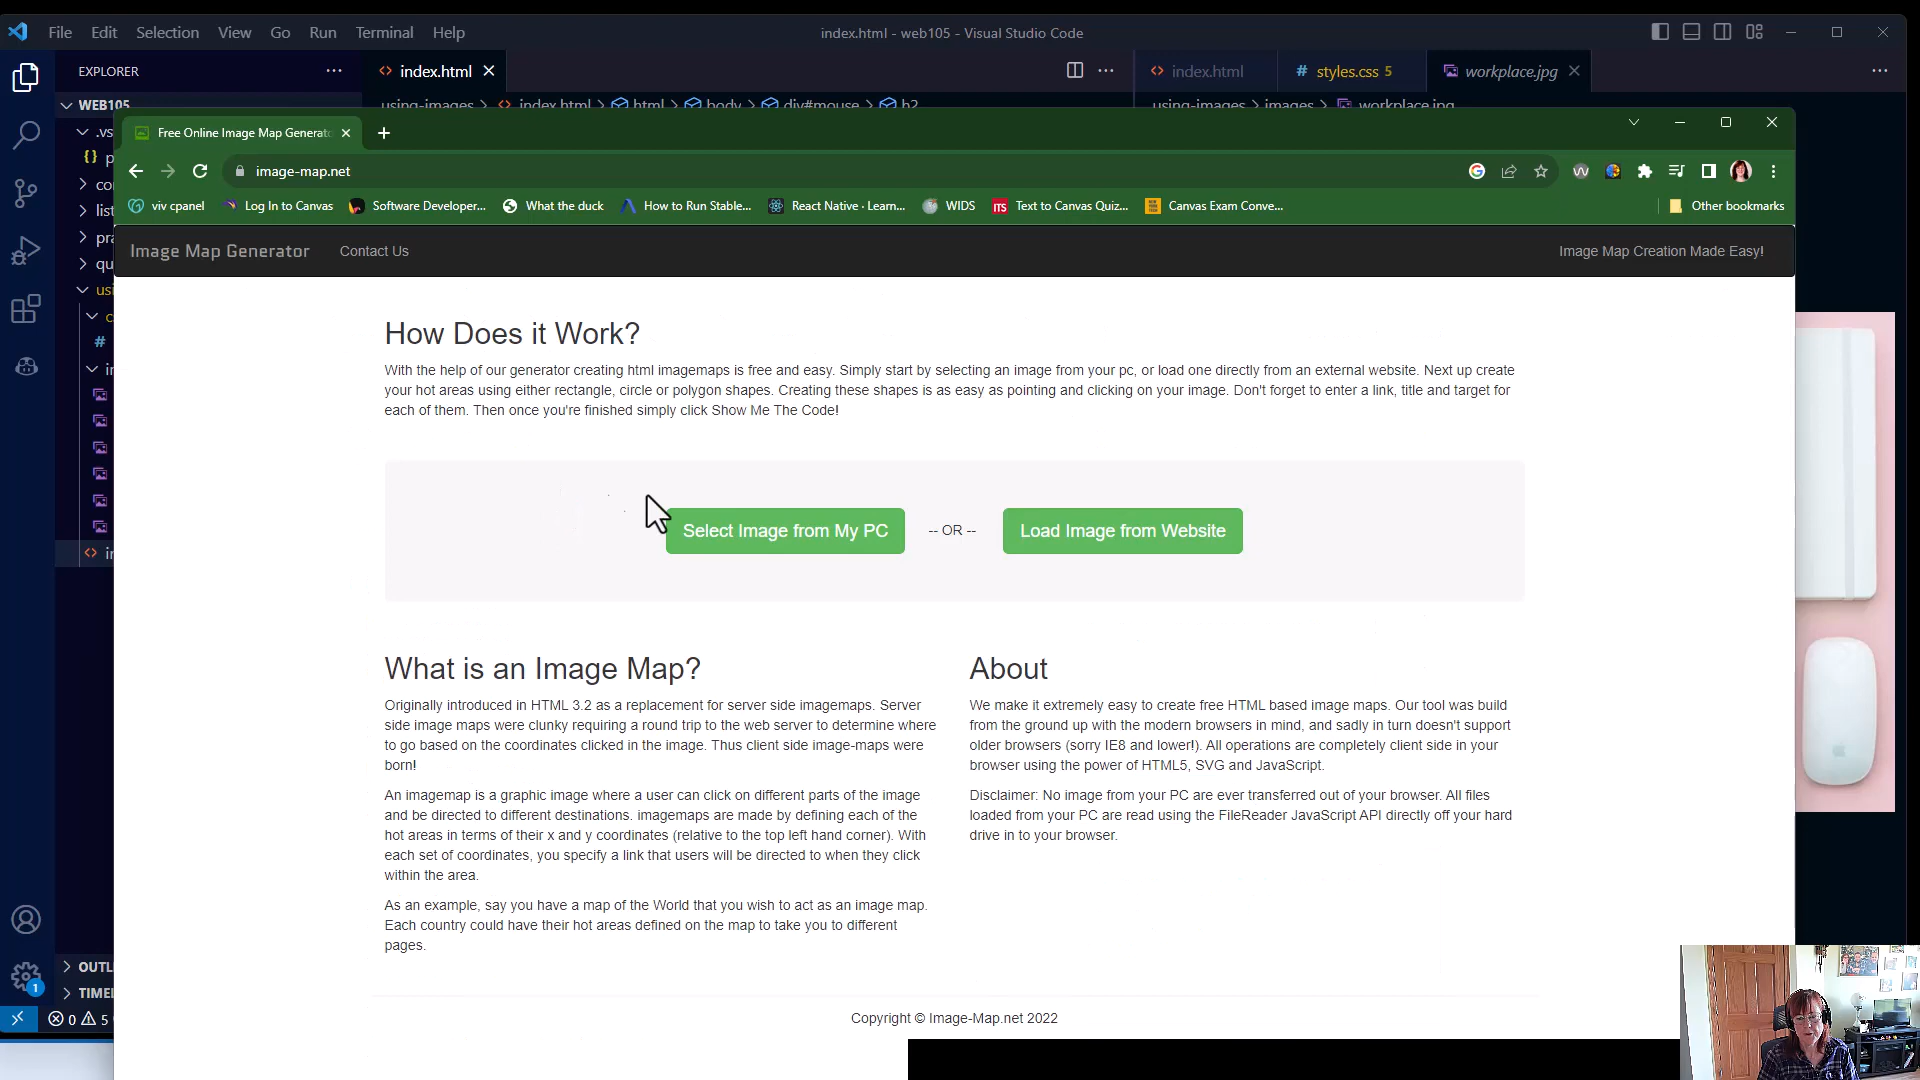 File Edit Selection View Go Run Terminal Help
index.html - web105 - Visual Studio Code
EXPLORER
index.html
index.html
styles.css 5
workplace.jpg
WEB105
using-images > index.html > html > body > div#mouse > h2
using-images > images > workplace.jpg
.vs
Free Online Image Map Generato
image-map.net
viv cpanel
Log In to Canvas
Software Developer...
What the duck
How to Run Stable...
React Native · Learn...
WIDS
Text to Canvas Quiz...
Canvas Exam Conve...
Other bookmarks
Image Map Generator
Contact Us
Image Map Creation Made Easy!
How Does it Work?
With the help of our generator creating html imagemaps is free and easy. Simply start by selecting an image from your pc, or load one directly from an external website. Next up create
your hot areas using either rectangle, circle or polygon shapes. Creating these shapes is as easy as pointing and clicking on your image. Don't forget to enter a link, title and target for
each of them. Then once you're finished simply click Show Me The Code!
Select Image from My PC
-- OR --
Load Image from Website
What is an Image Map?
Originally introduced in HTML 3.2 as a replacement for server side imagemaps. Server
side image maps were clunky requiring a round trip to the web server to determine where
to go based on the coordinates clicked in the image. Thus client side image-maps were
born!
An imagemap is a graphic image where a user can click on different parts of the image
and be directed to different destinations. imagemaps are made by defining each of the
hot areas in terms of their x and y coordinates (relative to the top left hand corner). With
each set of coordinates, you specify a link that users will be directed to when they click
within the area.
As an example, say you have a map of the World that you wish to act as an image map.
Each country could have their hot areas defined on the map to take you to different
pages.
About
We make it extremely easy to create free HTML based image maps. Our tool was build
from the ground up with the modern browsers in mind, and sadly in turn doesn't support
older browsers (sorry IE8 and lower!). All operations are completely client side in your
browser using the power of HTML5, SVG and JavaScript.
Disclaimer: No image from your PC are ever transferred out of your browser. All files
loaded from your PC are read using the FileReader JavaScript API directly off your hard
drive in to your browser.
Copyright © Image-Map.net 2022
OUTLI
TIMEL
1
0 5